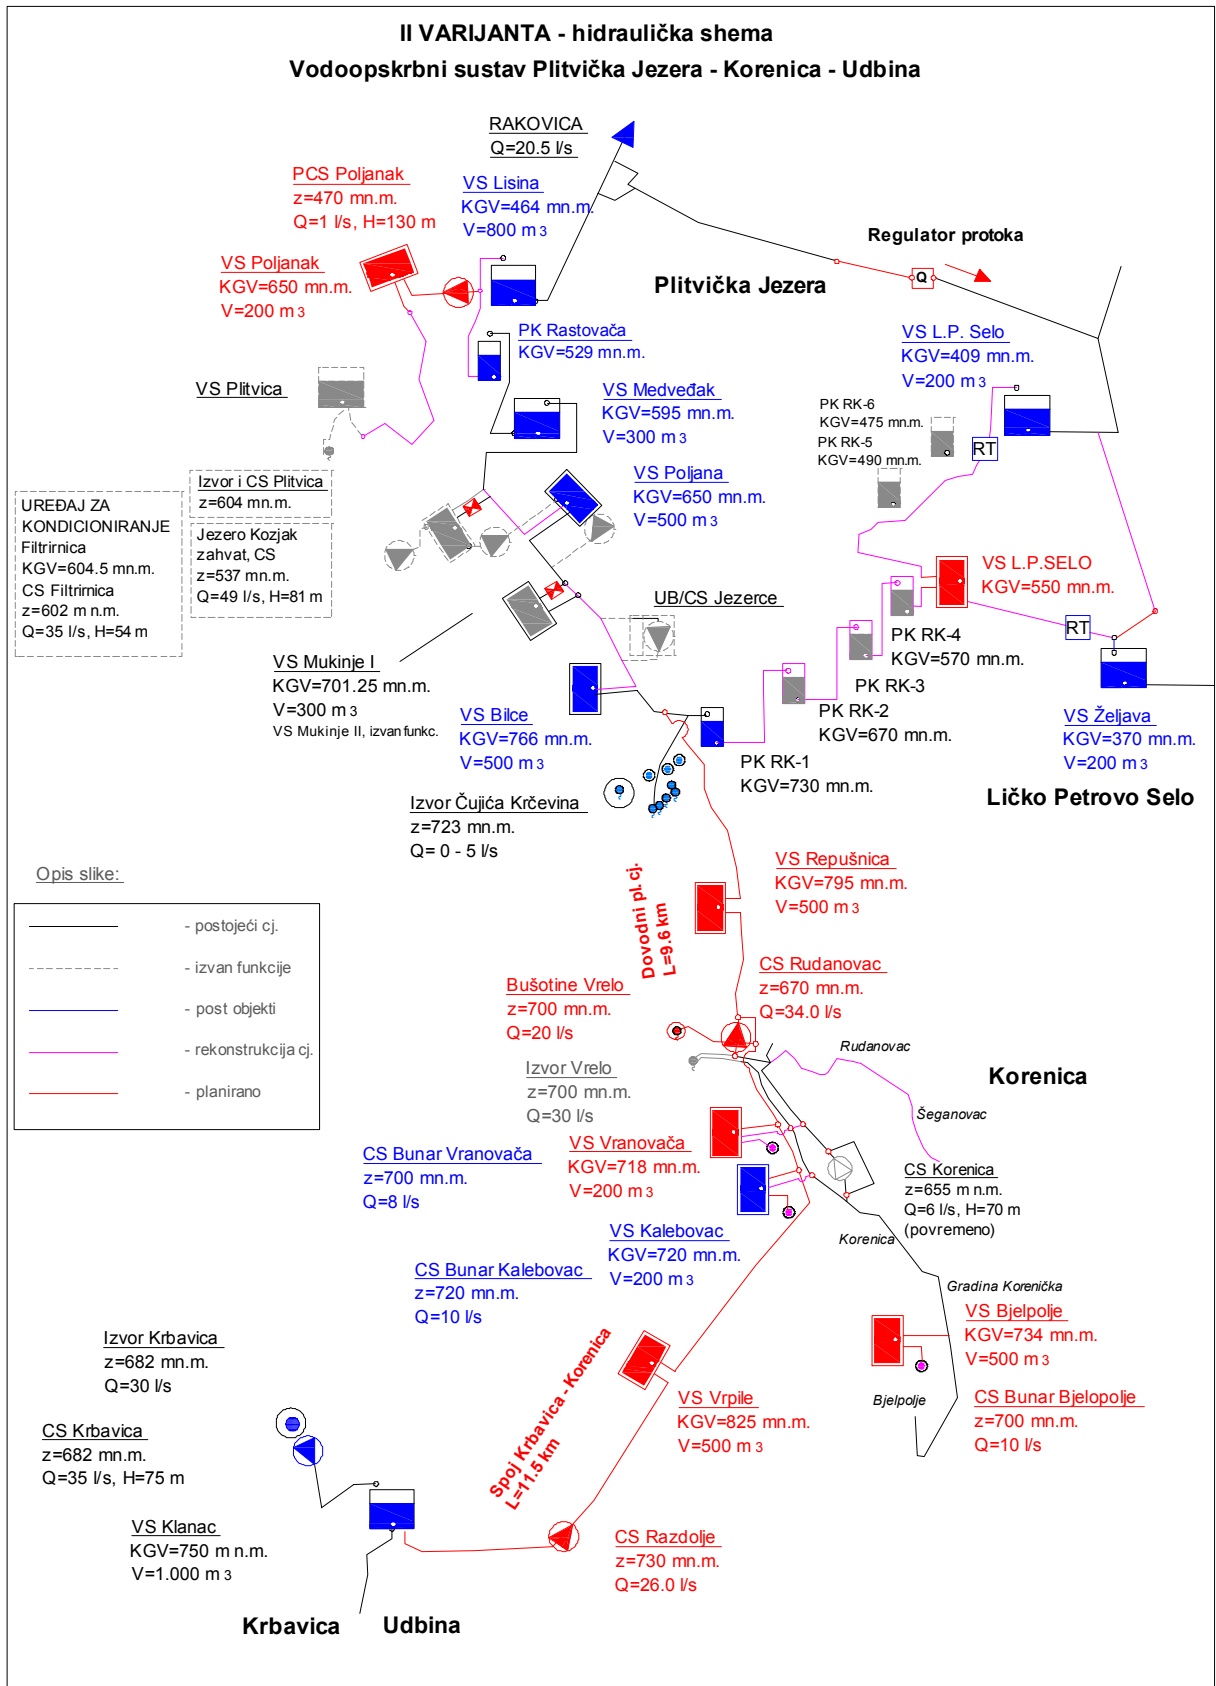 II VARIJANTA - hidraulička shema
Vodoopskrbni sustav Plitvička Jezera - Korenica - Udbina
RAKOVICA
Q=20.5 l/s
PCS Poljanak
z=470 mn.m.
Q=1 l/s, H=130 m
VS Lisina
KGV=464 mn.m.
V=800 m3
Regulator protoka
Q
VS Poljanak
KGV=650 mn.m.
V=200 m3
Plitvička Jezera
PK Rastovača
KGV=529 mn.m.
VS L.P. Selo
KGV=409 mn.m.
V=200 m3
VS Plitvica
VS Medveđak
KGV=595 mn.m.
V=300 m3
PK RK-6
KGV=475 mn.m.
PK RK-5
KGV=490 mn.m.
RT
VS Poljana
KGV=650 mn.m.
V=500 m3
Izvor i CS Plitvica
z=604 mn.m.
UREĐAJ ZA
KONDICIONIRANJE
Filtrirnica
KGV=604.5 mn.m.
CS Filtrirnica
z=602 m n.m.
Q=35 l/s, H=54 m
Jezero Kozjak
zahvat, CS
z=537 mn.m.
Q=49 l/s, H=81 m
VS L.P.SELO
KGV=550 mn.m.
UB/CS Jezerce
RT
PK RK-4
KGV=570 mn.m.
VS Mukinje I
KGV=701.25 mn.m.
V=300 m3
VS Mukinje II, izvan funkc.
PK RK-3
PK RK-2
KGV=670 mn.m.
VS Bilce
KGV=766 mn.m.
V=500 m3
VS Željava
KGV=370 mn.m.
V=200 m3
PK RK-1
KGV=730 mn.m.
Ličko Petrovo Selo
Izvor Čujića Krčevina
z=723 mn.m.
Q= 0 - 5 l/s
Opis slike:
- postojeći cj.
- izvan funkcije
- post objekti
- rekonstrukcija cj.
- planirano
VS Repušnica
KGV=795 mn.m.
V=500 m3
Dovodni pl. cj.
L=9.6 km
CS Rudanovac
z=670 mn.m.
Q=34.0 l/s
Bušotine Vrelo
z=700 mn.m.
Q=20 l/s
Rudanovac
Izvor Vrelo
z=700 mn.m.
Q=30 l/s
Korenica
Šeganovac
VS Vranovača
KGV=718 mn.m.
V=200 m3
CS Bunar Vranovača
z=700 mn.m.
Q=8 l/s
CS Korenica
z=655 m n.m.
Q=6 l/s, H=70 m
(povremeno)
VS Kalebovac
KGV=720 mn.m.
V=200 m3
Korenica
CS Bunar Kalebovac
z=720 mn.m.
Q=10 l/s
Gradina Korenička
VS Bjelpolje
KGV=734 mn.m.
V=500 m3
Izvor Krbavica
z=682 mn.m.
Q=30 l/s
Spoj Krbavica - Korenica
L=11.5 km
VS Vrpile
KGV=825 mn.m.
V=500 m3
Bjelpolje
CS Bunar Bjelopolje
z=700 mn.m.
Q=10 l/s
CS Krbavica
z=682 mn.m.
Q=35 l/s, H=75 m
VS Klanac
KGV=750 m n.m.
V=1.000 m3
CS Razdolje
z=730 mn.m.
Q=26.0 l/s
Krbavica
Udbina